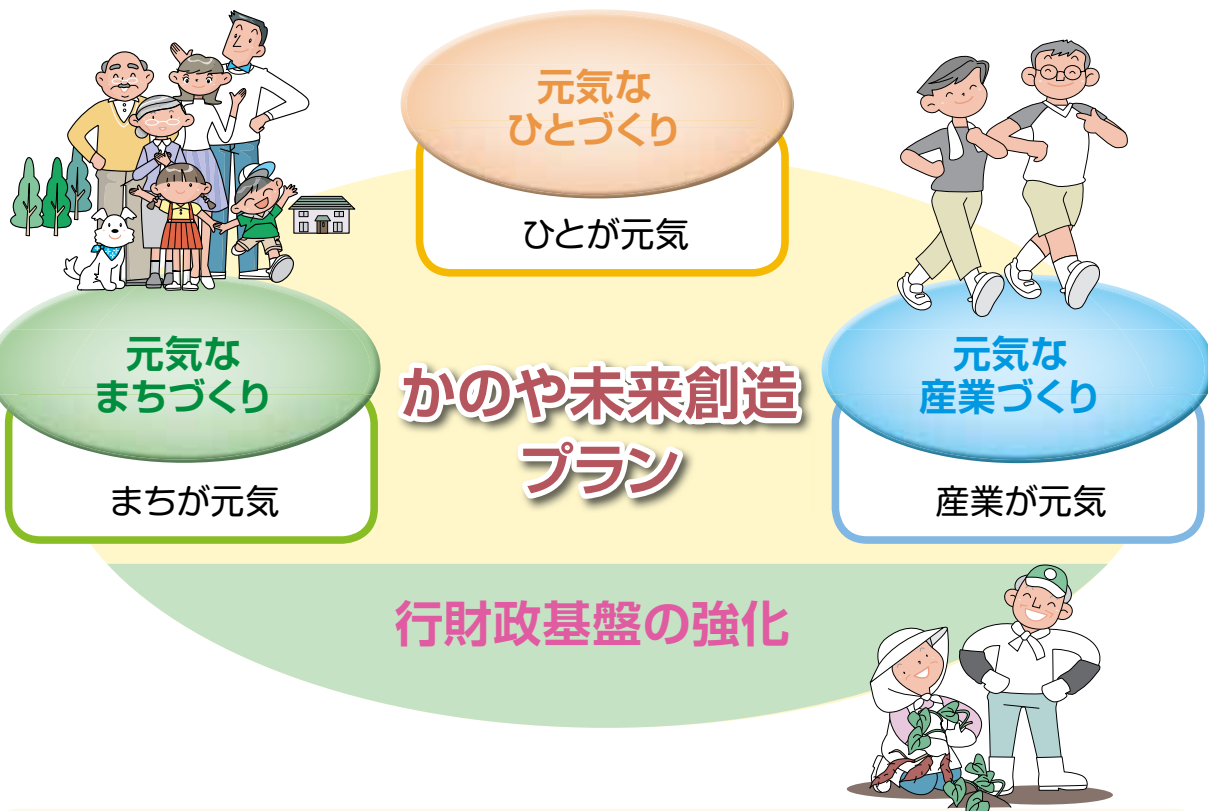 元気な
ひとづくり
ひとが元気
元気な
まちづくり
まちが元気
かのや未来創造
プラン
元気な
産業づくり
産業が元気
行財政基盤の強化